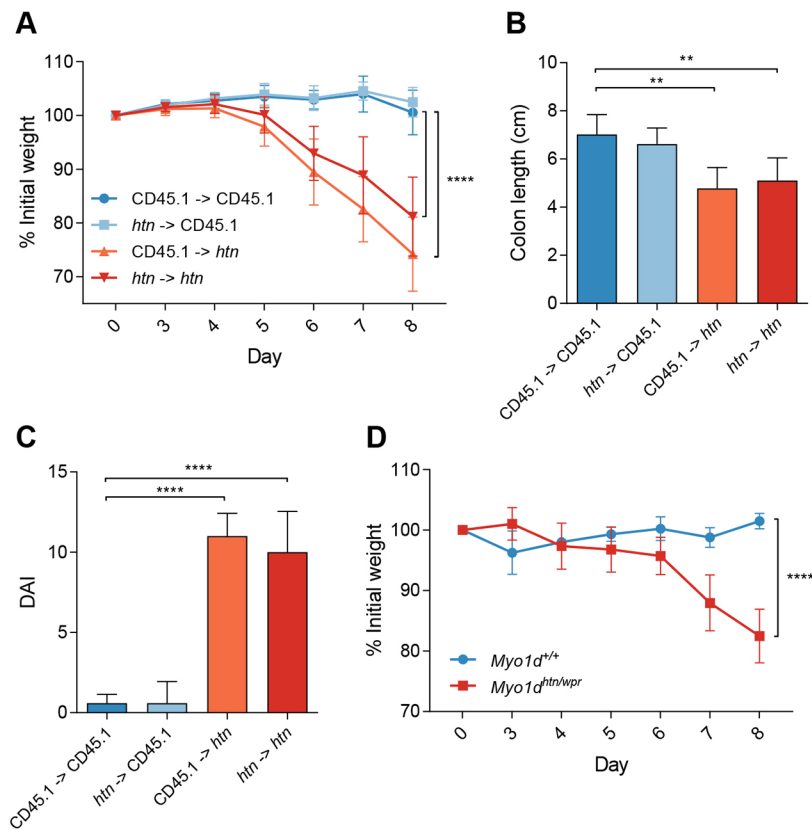 A
110
100
90
80
70
% Initial weight
CD45.1 -> CD45.1
htn -> CD45.1
CD45.1 -> htn
htn -> htn
****
0 3 4 5 6 7 8
Day
B
**
**
10
8
6
4
2
0
Colon length (cm)
CD45.1 -> CD45.1
htn -> CD45.1
CD45.1 -> htn
htn -> htn
C
****
****
15
10
5
0
DAI
CD45.1 -> CD45.1
htn -> CD45.1
CD45.1 -> htn
htn -> htn
D
110
100
90
80
70
% Initial weight
****
Myo1d+/+
Myo1dhtn/wpr
0 3 4 5 6 7 8
Day